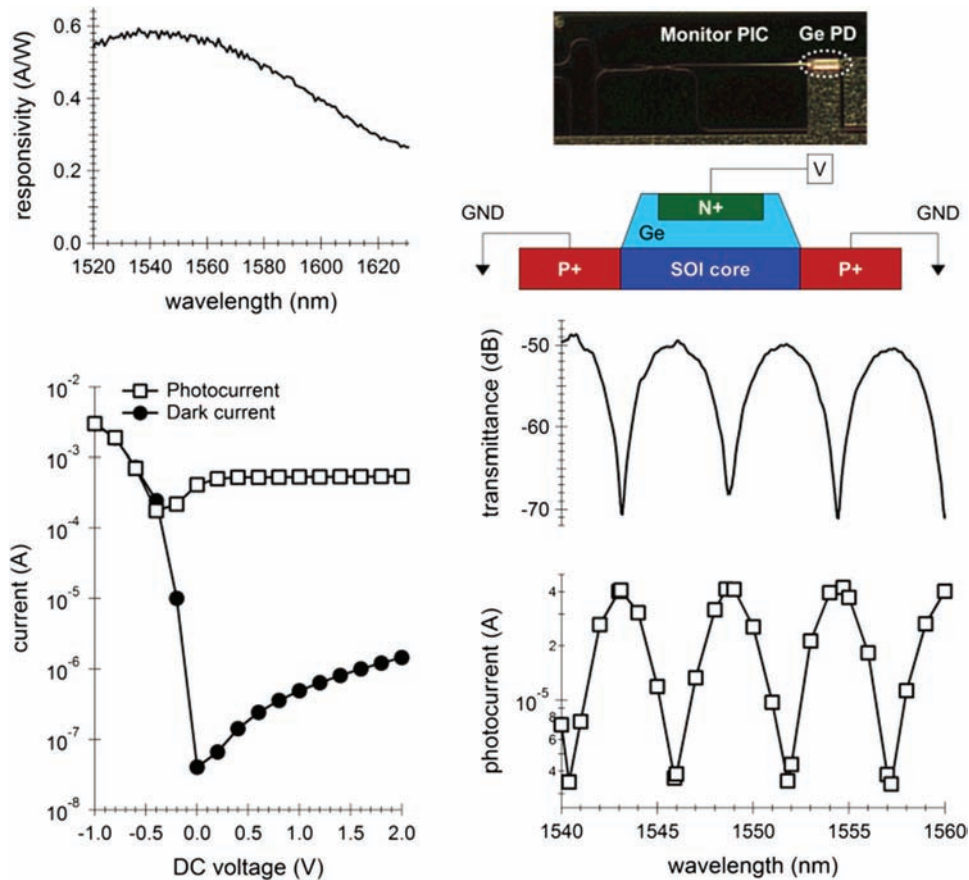 0.6
0.4
0.2
0.0
responsivity (A/W)
1520 1540 1560 1580 1600 1620
wavelength (nm)
Monitor PIC Ge PD
V
GND
GND
N+
Ge
P+ SOI core P+
-50
-60
-70
transmittance (dB)
Photocurrent
Dark current
10-2
10-3
10-4
10-5
10-6
10-7
10-8
current (A)
-1.0 -0.5 0.0 0.5 1.0 1.5 2.0
DC voltage (V)
4
2
10-5
8
6
4
photocurrent (A)
1540 1545 1550 1555 1560
wavelength (nm)